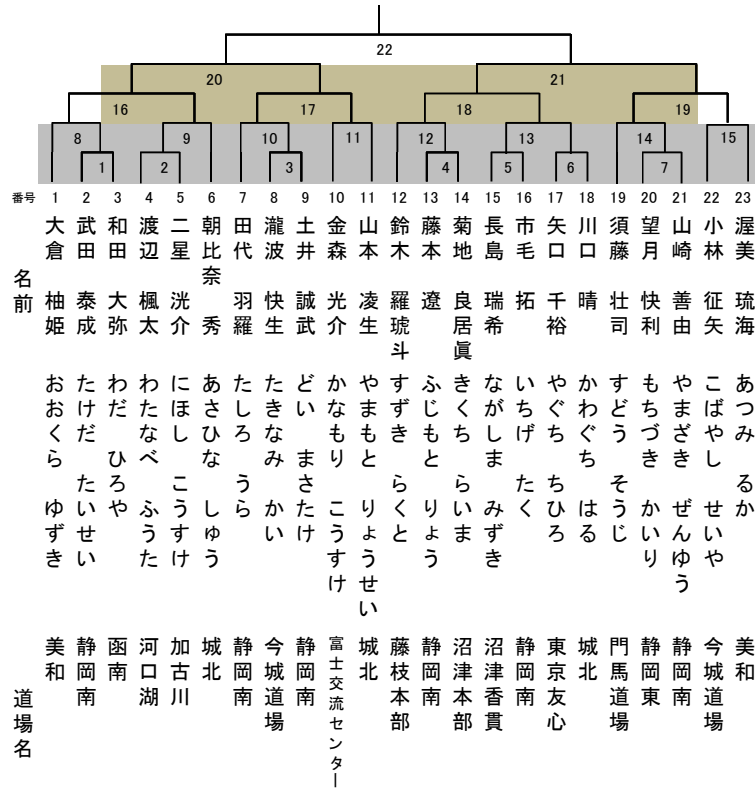 22
20 21
16 17 18 19
8 9 10 11 12 13 14 15
1 2 3 4 5 6 7
番号 1 2 3 4 5 6 7 8 9 10 11 12 13 14 15 16 17 18 19 20 21 22 23
名前
大倉 柚姫
武田 泰成
和田 大弥
渡辺 楓太
二星 洸介
朝比奈 秀
田代 羽羅
瀧波 快生
土井 誠武
金森 光介
山本 凌生
鈴木 羅琥斗
藤本 遼
菊地 良居眞
長島 瑞希
市毛 拓
矢口 千裕
川口 晴
須藤 壮司
望月 快利
山崎 善由
小林 征矢
渥美 琉海
おおくら ゆずき
たけだ たいせい
わだ ひろや
わたなべ ふうた
にほし こうすけ
あさひな しゅう
たしろ うら
たきなみ かい
どい まさたけ
かなもり こうすけ
やまもと りょうせい
すずき らくと
ふじもと りょう
きくち らいま
ながしま みずき
いちげ たく
やぐち ちひろ
かわぐち はる
すどう そうじ
もちづき かいり
やまざき ぜんゆう
こばやし せいや
あつみ るか
道場名
美和
静岡南
函南
河口湖
加古川
城北
静岡南
今城道場
静岡南
富士交流センター
城北
藤枝本部
静岡南
沼津本部
沼津香貫
静岡南
東京友心
城北
門馬道場
静岡東
静岡南
今城道場
美和